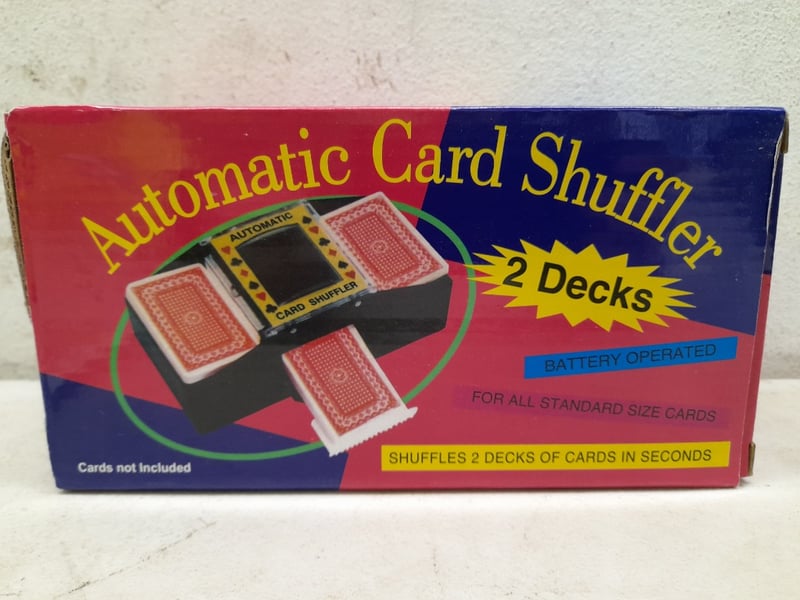 Automatic Card Shuffler
AUTOMATIC
CARD SHUFFLER
2 Decks
BATTERY OPERATED
FOR ALL STANDARD SIZE CARDS
SHUFFLES 2 DECKS OF CARDS IN SECONDS
Cards not included